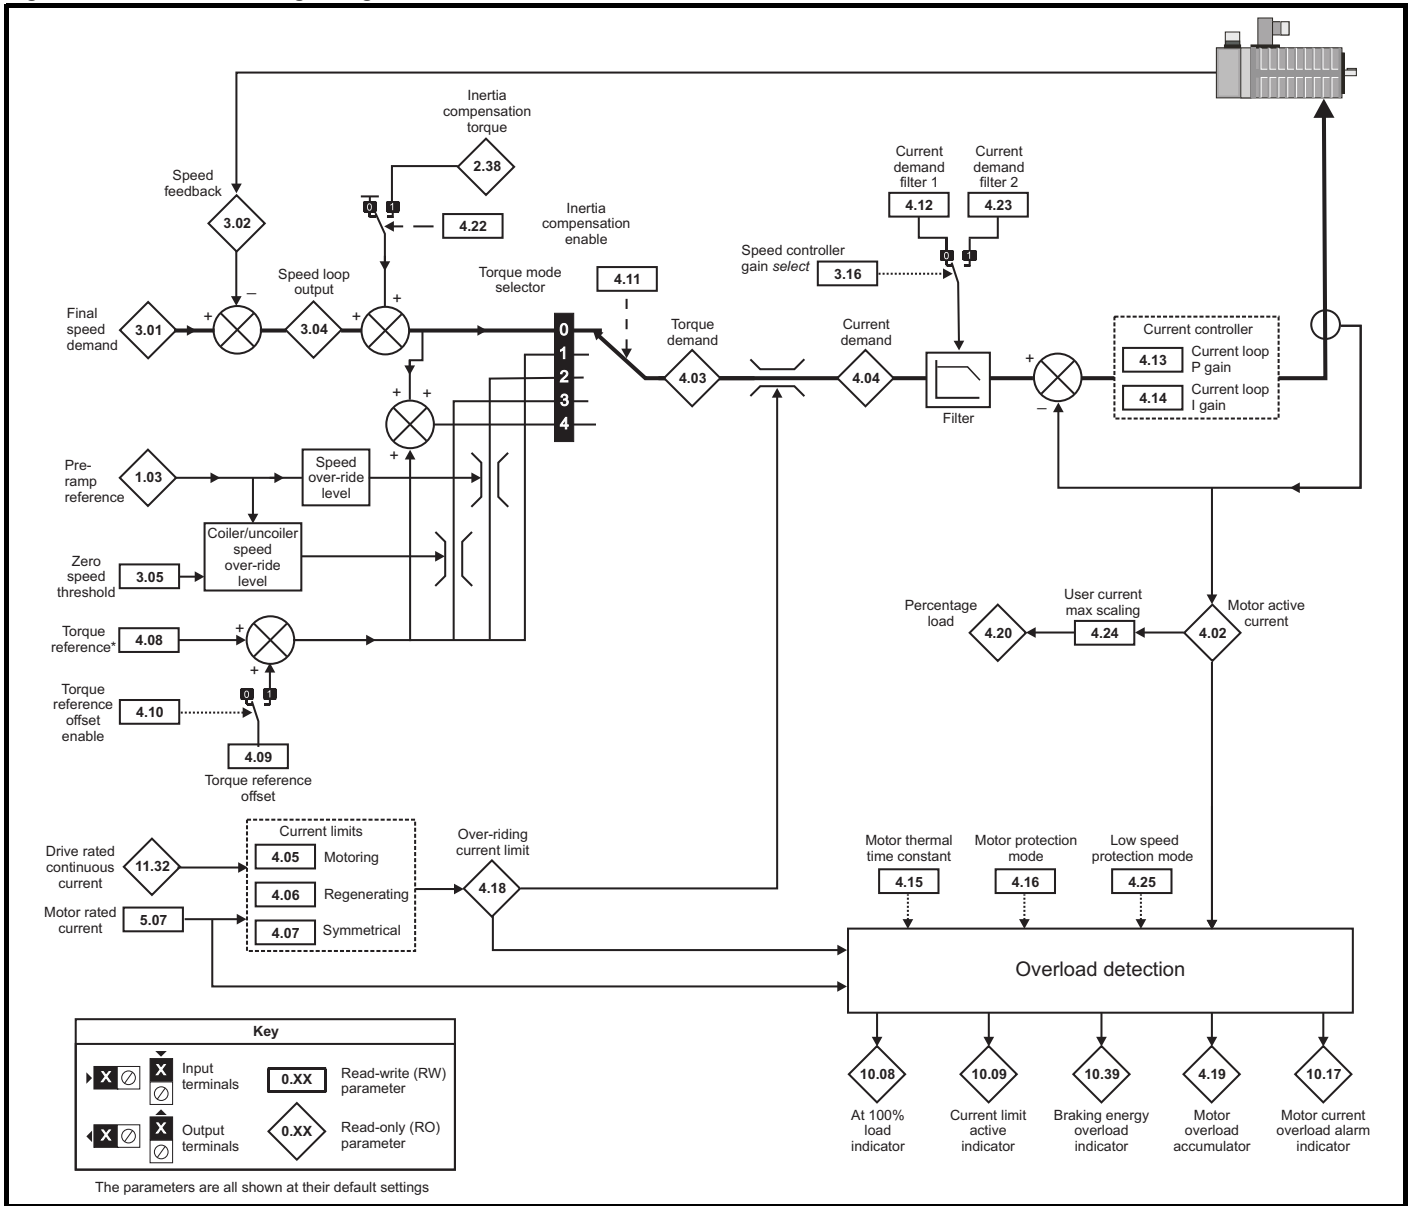 Inertia
compensation
torque
2.38
Speed
feedback
3.02
0 1
4.22
Inertia
compensation
enable
4.11
Current
demand
filter 1
4.12
Current
demand
filter 2
4.23
0 1
Speed controller
gain select
3.16
Final
speed
demand
3.01
+
–
Speed loop
output
3.04
+
+
Torque mode
selector
0
1
2
3
4
Torque
demand
4.03
Current
demand
4.04
Filter
+
–
Current controller
4.13
Current loop
P gain
4.14
Current loop
I gain
+ +
+
Pre-
ramp
reference
1.03
Speed
over-ride
level
Coiler/uncoiler
speed
over-ride
level
Zero
speed
threshold
3.05
Torque
reference*
4.08
+
+
Torque
reference
offset
enable
4.10
0 1
4.09
Torque reference
offset
Percentage
load
4.20
User current
max scaling
4.24
Motor active
current
4.02
Drive rated
continuous
current
11.32
Motor rated
current
5.07
Current limits
4.05 Motoring
4.06 Regenerating
4.07 Symmetrical
Over-riding
current limit
4.18
Motor thermal
time constant
4.15
Motor protection
mode
4.16
Low speed
protection mode
4.25
Overload detection
10.08
At 100%
load
indicator
10.09
Current limit
active
indicator
10.39
Braking energy
overload
indicator
4.19
Motor
overload
accumulator
10.17
Motor current
overload alarm
indicator
Key
X X
Input
terminals
0.XX
Read-write (RW)
parameter
X X
Output
terminals
0.XX
Read-only (RO)
parameter
The parameters are all shown at their default settings